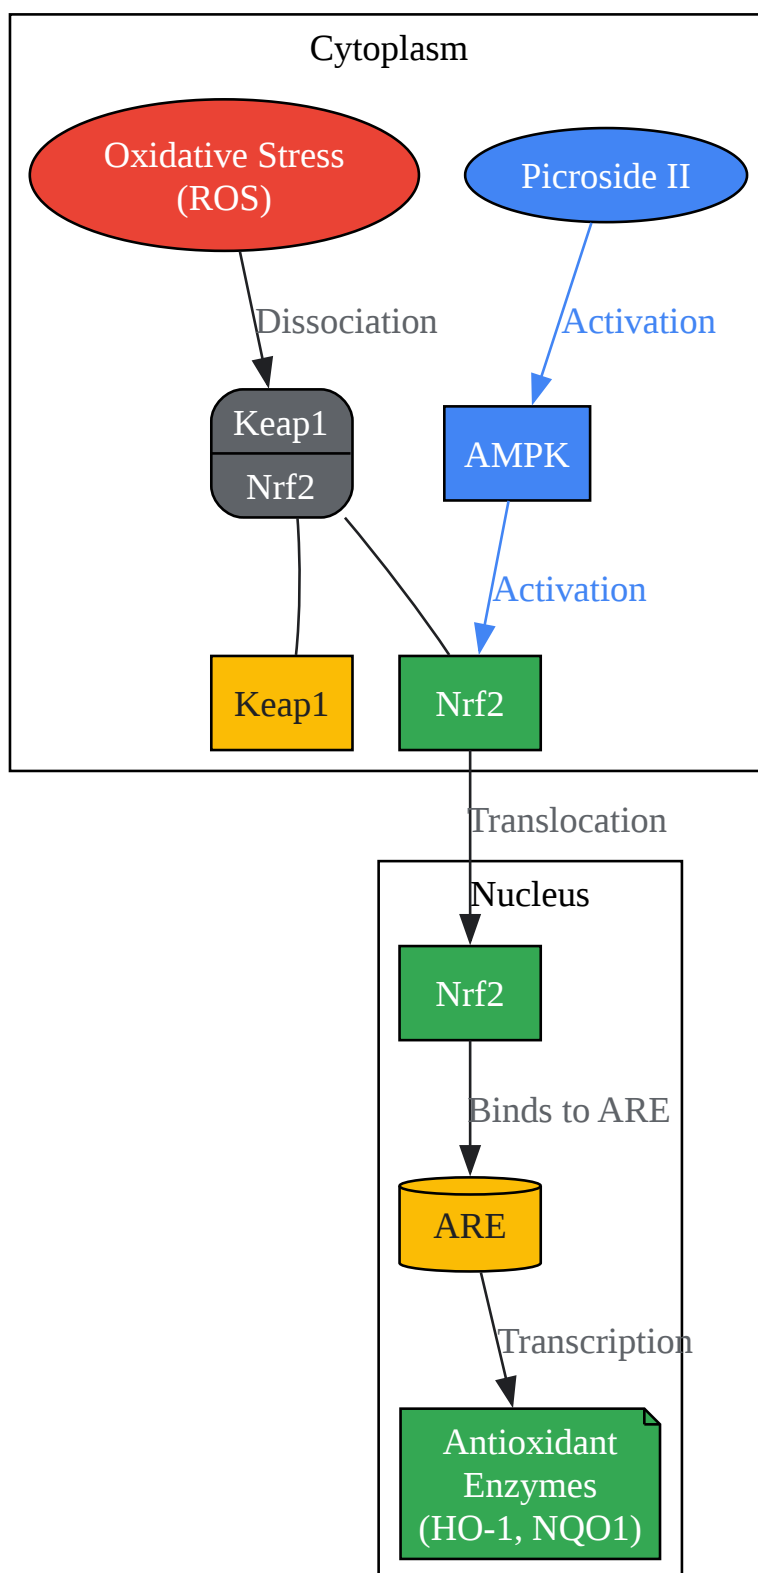 Cytoplasm
Oxidative Stress
(ROS)
Picroside II
Dissociation
Activation
Keap1
Nrf2
AMPK
Activation
Keap1
Nrf2
Translocation
Nucleus
Nrf2
Binds to ARE
ARE
Transcription
Antioxidant
Enzymes
(HO-1, NQO1)